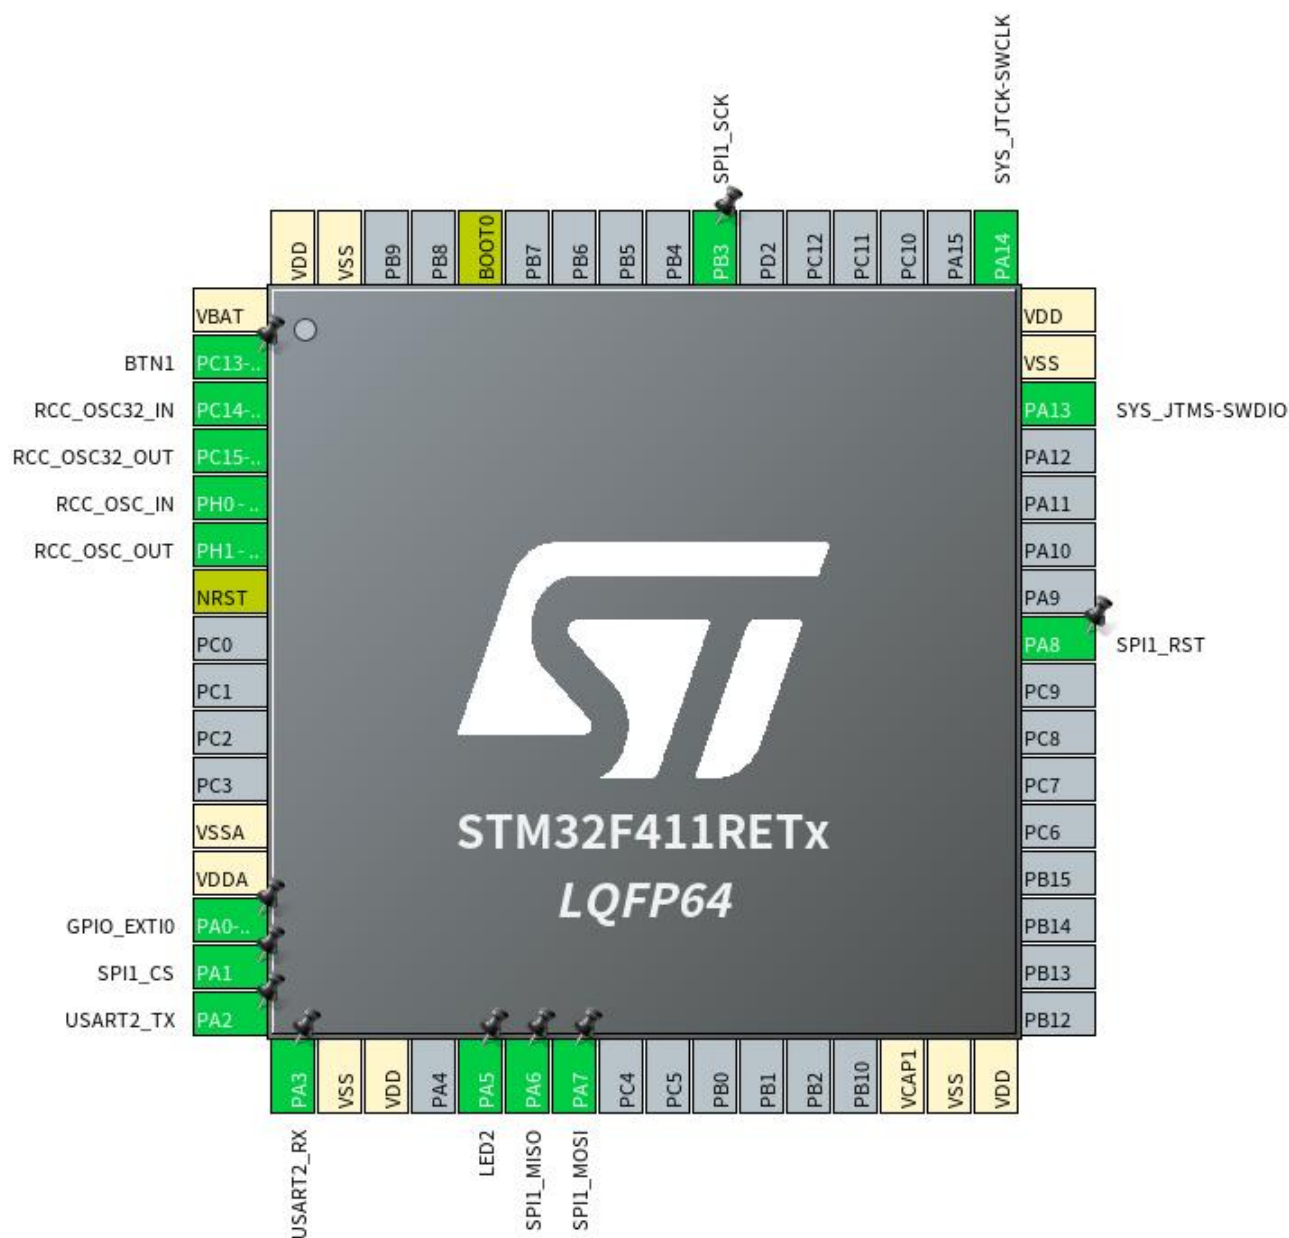 SPI1_SCK
SYS_JTCK-SWCLK
VDD
VSS
PB9
PB8
BOOT0
PB7
PB6
PB5
PB4
PB3
PD2
PC12
PC11
PC10
PA15
PA14
VBAT
BTN1 PC13-..
RCC_OSC32_IN PC14-..
RCC_OSC32_OUT PC15-..
RCC_OSC_IN PH0 - ..
RCC_OSC_OUT PH1 - ..
NRST
PC0
PC1
PC2
PC3
VSSA
VDDA
GPIO_EXTI0 PA0-..
SPI1_CS PA1
USART2_TX PA2
VDD
VSS
PA13 SYS_JTMS-SWDIO
PA12
PA11
PA10
PA9
PA8 SPI1_RST
PC9
PC8
PC7
PC6
PB15
PB14
PB13
PB12
ST
STM32F411RETx
LQFP64
PA3
VSS
VDD
PA4
PA5
PA6
PA7
PC4
PC5
PB0
PB1
PB2
PB10
VCAP1
VSS
VDD
USART2_RX
LED2
SPI1_MISO
SPI1_MOSI